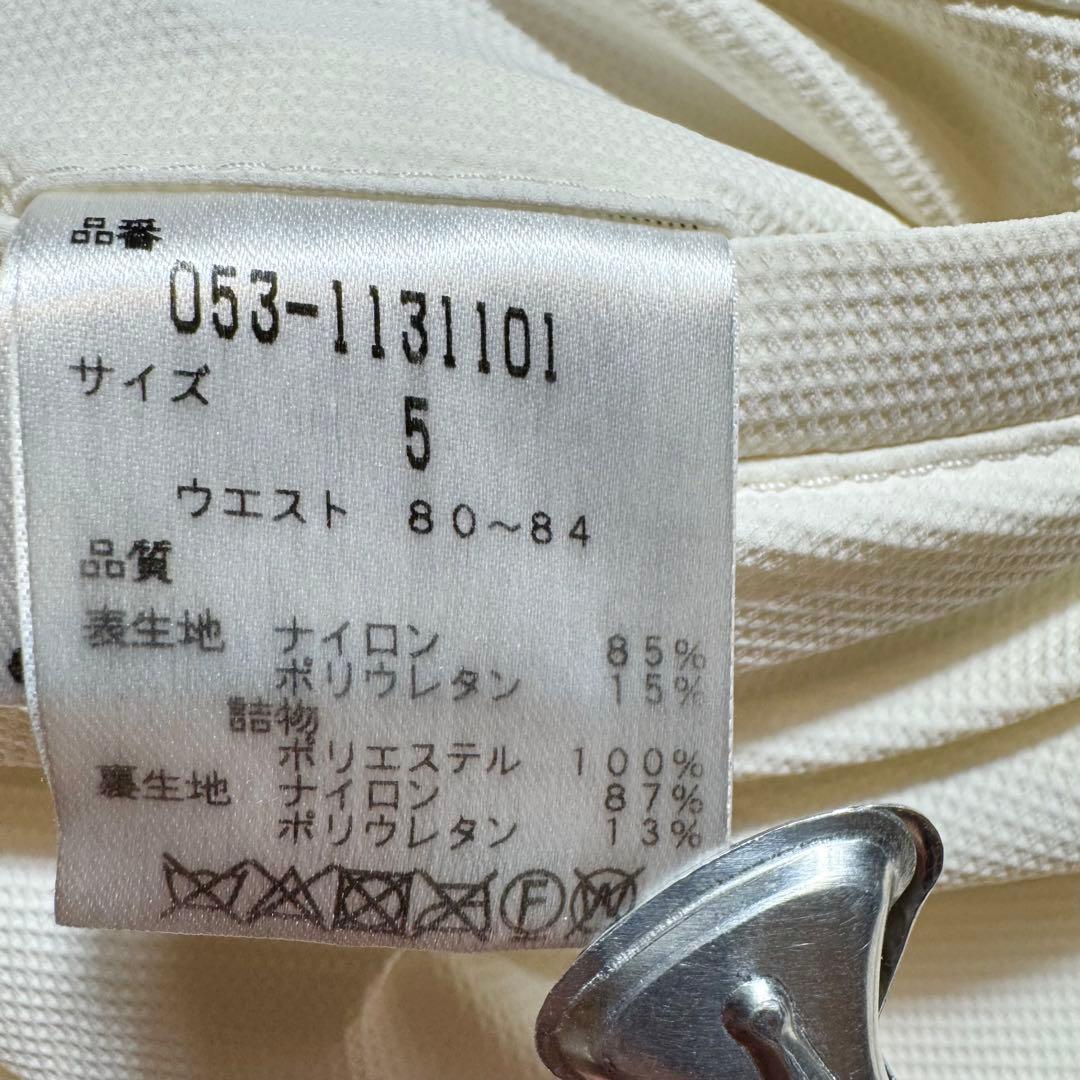 品番
053-1131101
サイズ
5
ウエスト 80~84
品質
表生地 ナイロン 85%
ポリウレタン 15%
詰物
ポリエステル 100%
裏生地 ナイロン 87%
ポリウレタン 13%
F W